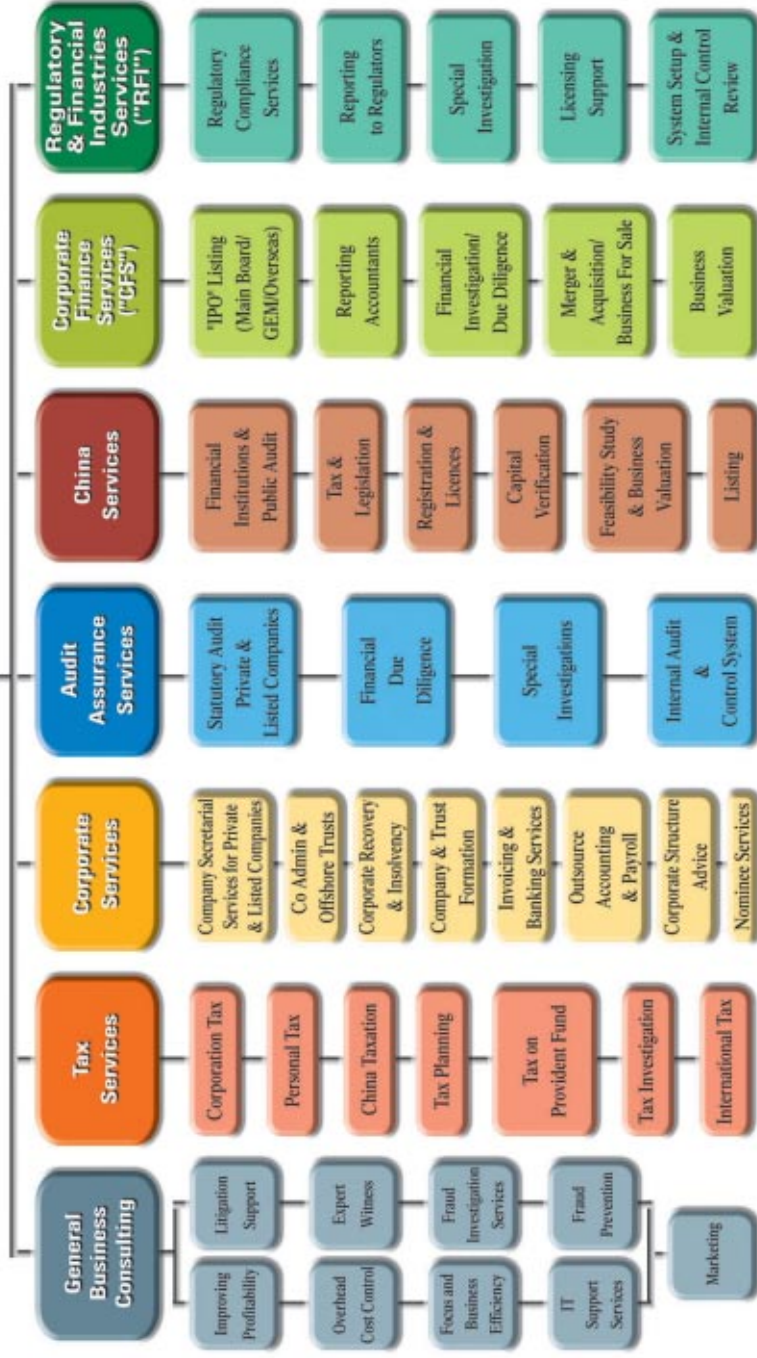 General
Business
Consulting
Improving
Profitability
Overhead
Cost Control
Focus and
Business
Efficiency
IT
Support
Services
Litigation
Support
Expert
Witness
Fraud
Investigation
Services
Fraud
Prevention
Marketing
Tax
Services
Corporation Tax
Personal Tax
China Taxation
Tax Planning
Tax on
Provident Fund
Tax Investigation
International Tax
Corporate
Services
Company Secretarial
Services for Private
& Listed Companies
Co Admin &
Offshore Trusts
Corporate Recovery
& Insolvency
Company & Trust
Formation
Invoicing &
Banking Services
Outsource
Accounting
& Payroll
Corporate Structure
Advice
Nominee Services
Audit
Assurance
Services
Statutory Audit
Private &
Listed Companies
Financial
Due
Diligence
Special
Investigations
Internal Audit
&
Control System
China
Services
Financial
Institutions &
Public Audit
Tax &
Legislation
Registration &
Licences
Capital
Verification
Feasibility Study
& Business
Valuation
Listing
Corporate
Finance
Services
("CFS")
"IPO" Listing
(Main Board/
GEM/Overseas)
Reporting
Accountants
Financial
Investigation/
Due Diligence
Merger &
Acquisition/
Business For Sale
Business
Valuation
Regulatory
& Financial
Industries
Services
("RFI")
Regulatory
Compliance
Services
Reporting
to Regulators
Special
Investigation
Licensing
Support
System Setup &
Internal Control
Review